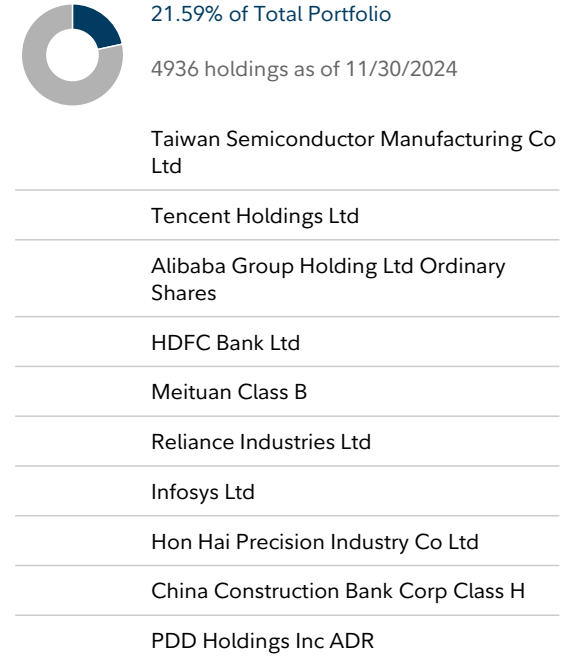 21.59% of Total Portfolio
4936 holdings as of 11/30/2024
Taiwan Semiconductor Manufacturing Co
Ltd
Tencent Holdings Ltd
Alibaba Group Holding Ltd Ordinary
Shares
HDFC Bank Ltd
Meituan Class B
Reliance Industries Ltd
Infosys Ltd
Hon Hai Precision Industry Co Ltd
China Construction Bank Corp Class H
PDD Holdings Inc ADR